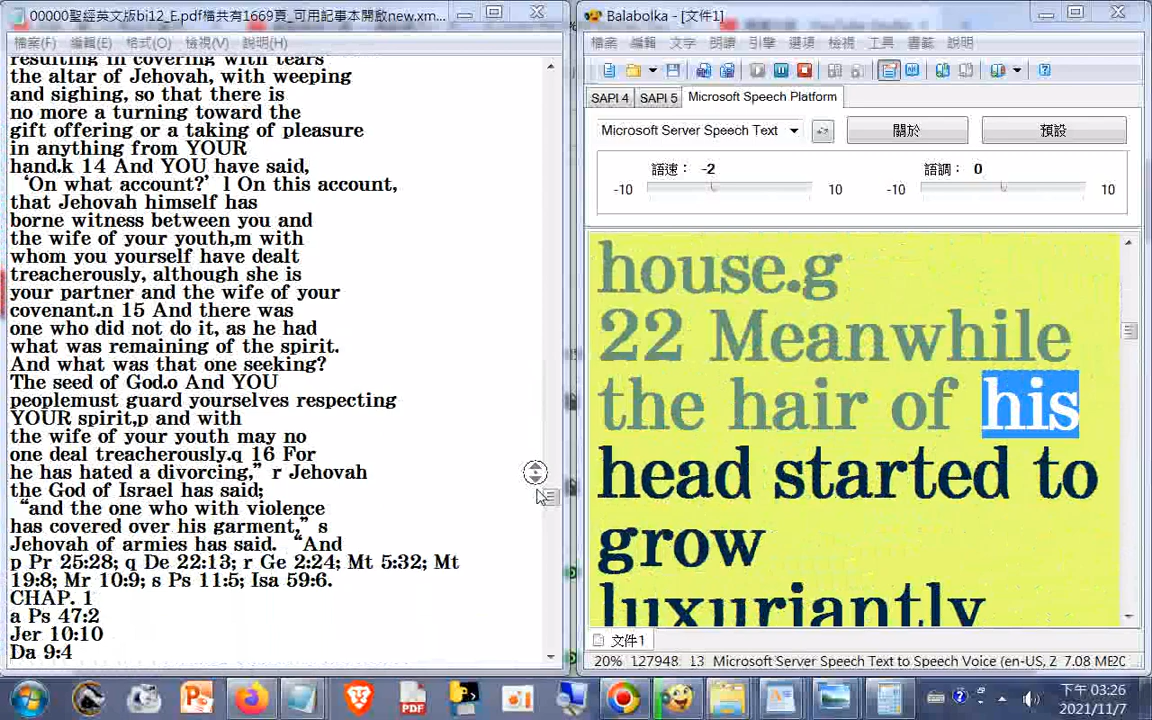 00000聖經英文版bi12_E.pdf檔共有1669頁_可用記事本開啟new.xm...
檔案(F) 編輯(E) 格式(O) 檢視(V) 說明(H)
resulting in covering with tears
the altar of Jehovah, with weeping
and sighing, so that there is
no more a turning toward the
gift offering or a taking of pleasure
in anything from YOUR
hand.k 14 And YOU have said,
‘On what account?’ l On this account,
that Jehovah himself has
borne witness between you and
the wife of your youth,m with
whom you yourself have dealt
treacherously, although she is
your partner and the wife of your
covenant.n 15 And there was
one who did not do it, as he had
what was remaining of the spirit.
And what was that one seeking?
The seed of God.o And YOU
peoplemust guard yourselves respecting
YOUR spirit,p and with
the wife of your youth may no
one deal treacherously.q 16 For
he has hated a divorcing,” r Jehovah
the God of Israel has said;
“and the one who with violence
has covered over his garment,” s
Jehovah of armies has said. “And
p Pr 25:28; q De 22:13; r Ge 2:24; Mt 5:32; Mt
19:8; Mr 10:9; s Ps 11:5; Isa 59:6.
CHAP. 1
a Ps 47:2
Jer 10:10
Da 9:4
Balabolka - [文件1]
檔案 編輯 文字 朗讀 引擎 選項 檢視 工具 書籤 說明
SAPI 4 SAPI 5 Microsoft Speech Platform
Microsoft Server Speech Text 關於 預設
語速： -2 語調： 0
-10 10 -10 10
house.g
22 Meanwhile
the hair of his
head started to
grow
luxuriantly
文件1
20% 127948 13 Microsoft Server Speech Text to Speech Voice (en-US, Z 7.08 ME20
PDF
下午 03:26
2021/11/7